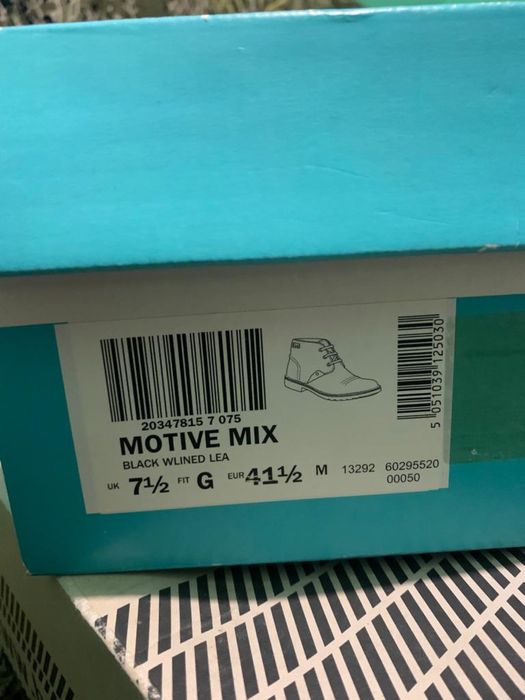 20347815 7 075
MOTIVE MIX
BLACK WLINED LEA
UK 7½ FIT G EUR 41½ M 13292 60295520
00050
5 051039 125030